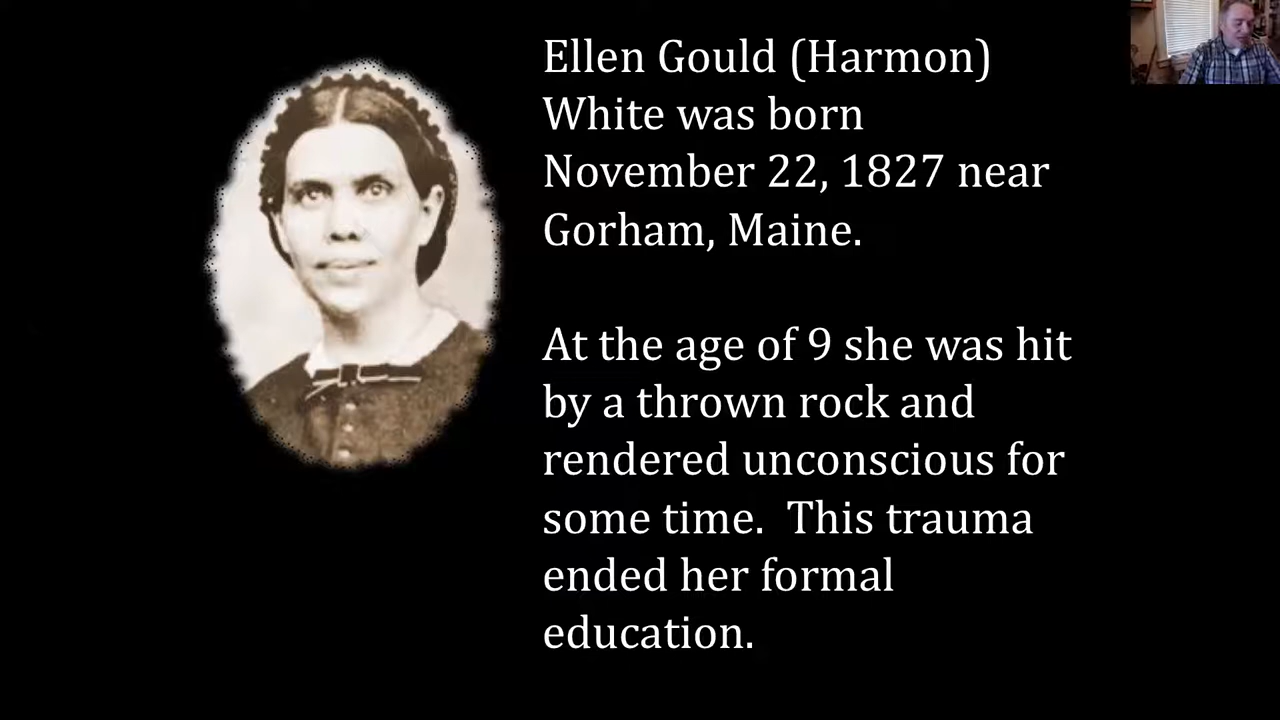 Ellen Gould (Harmon)
White was born
November 22, 1827 near
Gorham, Maine.
At the age of 9 she was hit
by a thrown rock and
rendered unconscious for
some time.  This trauma
ended her formal
education.